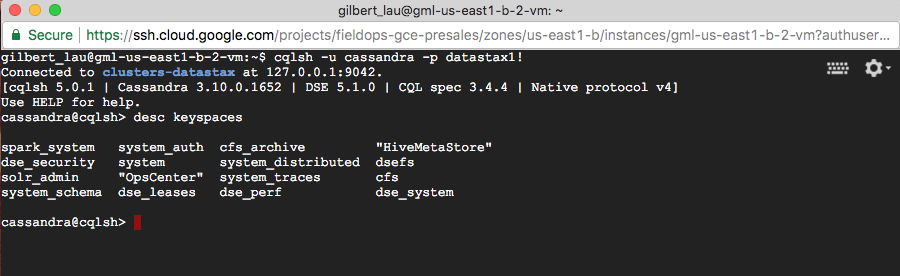 gilbert_lau@gml-us-east1-b-2-vm: ~
Secure https://ssh.cloud.google.com/projects/fieldops-gce-presales/zones/us-east1-b/instances/gml-us-east1-b-2-vm?authuser...
gilbert_lau@gml-us-east1-b-2-vm:~$ cqlsh -u cassandra -p datastax1!
Connected to clusters-datastax at 127.0.0.1:9042.
[cqlsh 5.0.1 | Cassandra 3.10.0.1652 | DSE 5.1.0 | CQL spec 3.4.4 | Native protocol v4]
Use HELP for help.
cassandra@cqlsh> desc keyspaces
spark_system system_auth cfs_archive "HiveMetaStore"
dse_security system system_distributed dsefs
solr_admin "OpsCenter" system_traces cfs
system_schema dse_leases dse_perf dse_system
cassandra@cqlsh>